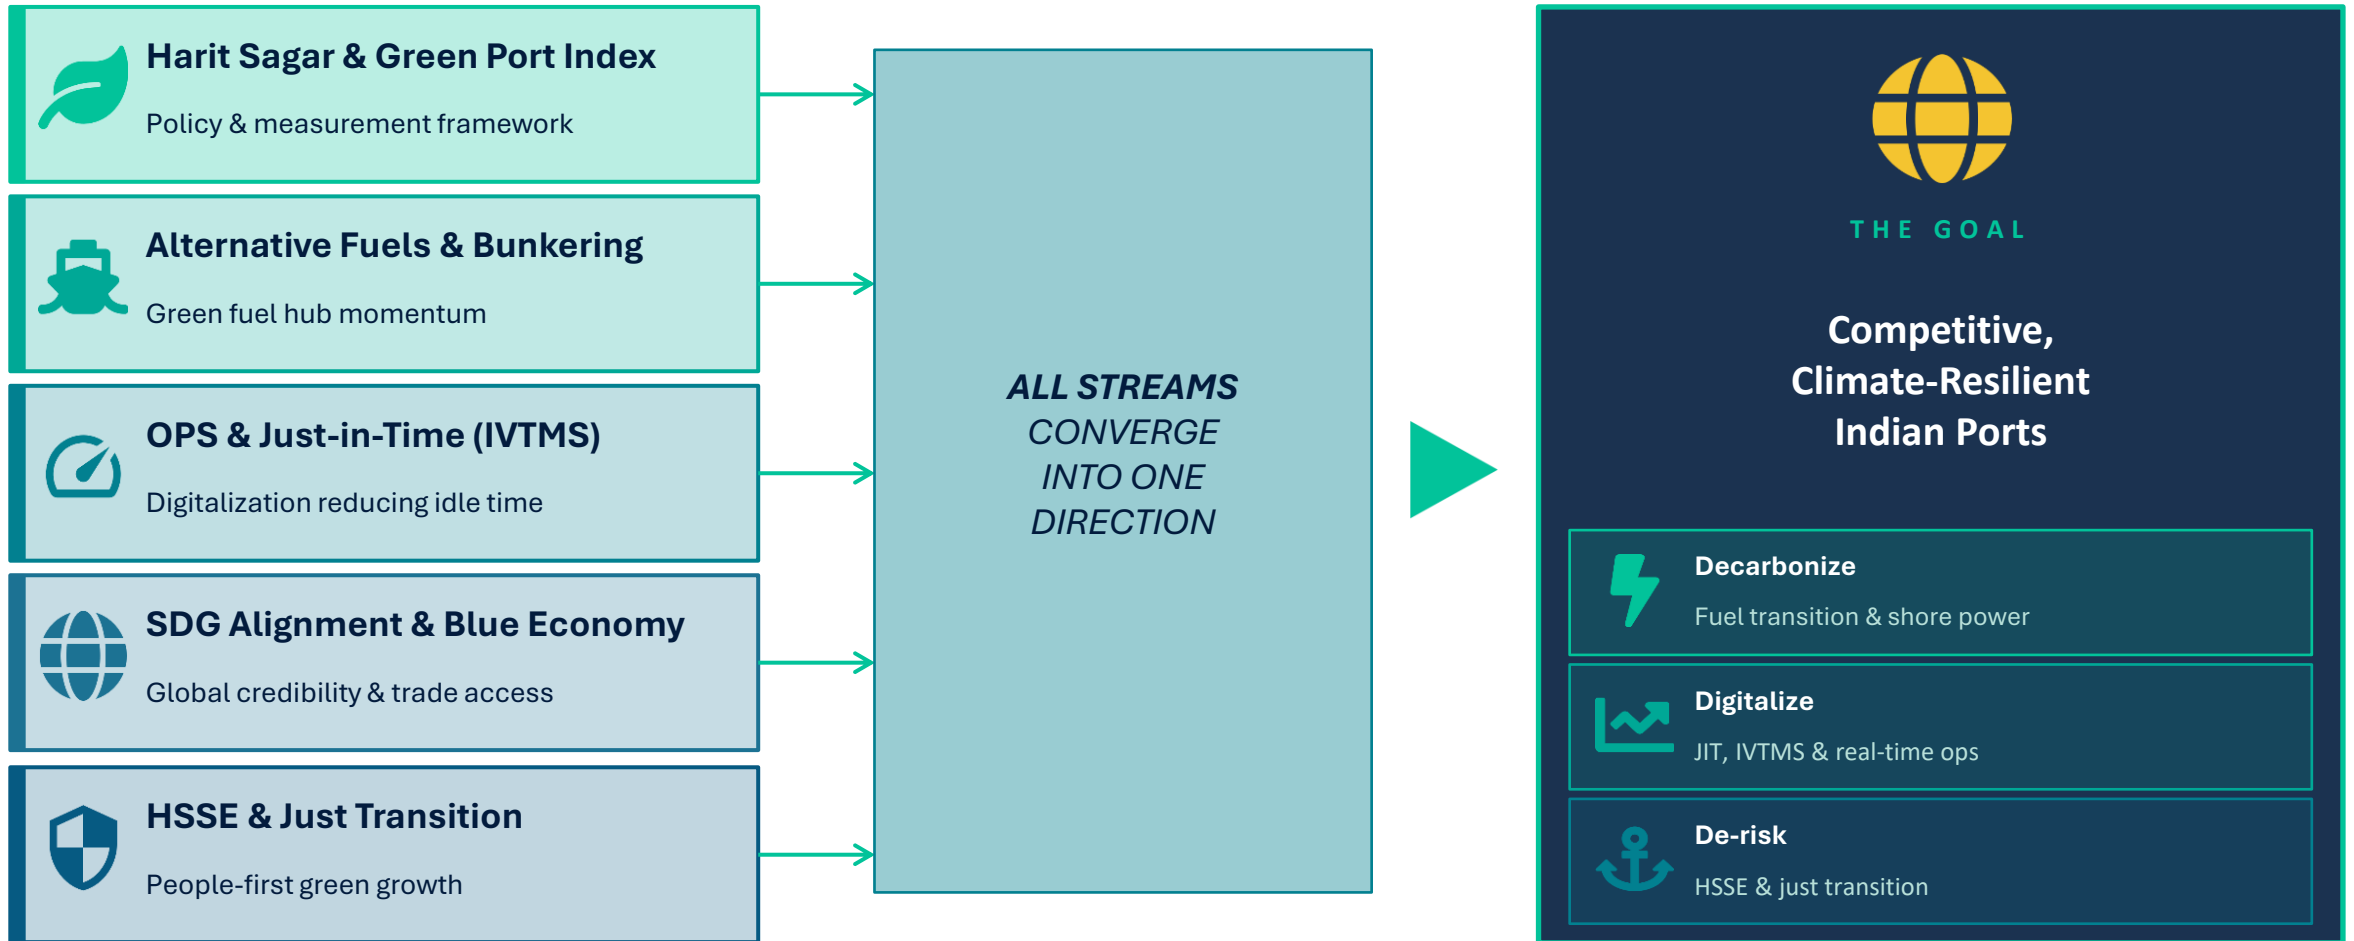 Harit Sagar & Green Port Index
Policy & measurement framework
Alternative Fuels & Bunkering
Green fuel hub momentum
OPS & Just-in-Time (IVTMS)
Digitalization reducing idle time
SDG Alignment & Blue Economy
Global credibility & trade access
HSSE & Just Transition
People-first green growth
ALL STREAMS
CONVERGE
INTO ONE
DIRECTION
THE GOAL
Competitive,
Climate-Resilient
Indian Ports
Decarbonize
Fuel transition & shore power
Digitalize
JIT, IVTMS & real-time ops
De-risk
HSSE & just transition